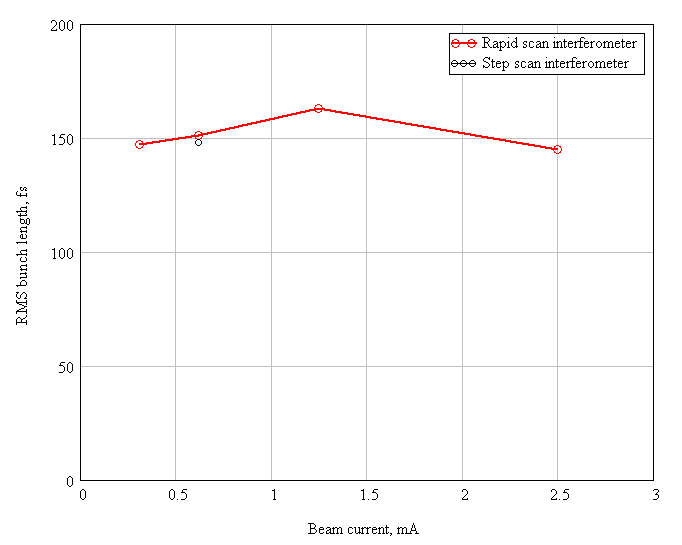 200
Rapid scan interferometer
Step scan interferometer
150
100
50
0
RMS bunch length, fs
0 0.5 1 1.5 2 2.5 3
Beam current, mA